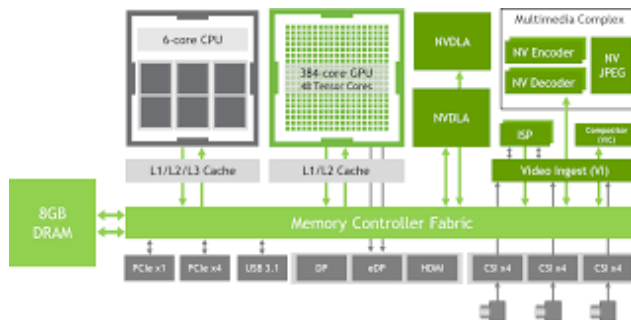 Multimedia Complex
6-core CPU
NVDLA
NV Encoder
NV
JPEG
384-core GPU
48 Tensor Cores
NV Decoder
NVDLA
ISP
Compositor
(VIC)
L1/L2/L3 Cache
L1/L2 Cache
Video Ingest (VI)
8GB
DRAM
Memory Controller Fabric
PCIe x1
PCIe x4
USB 3.1
DP
eDP
HDMI
CSI x4
CSI x4
CSI x4